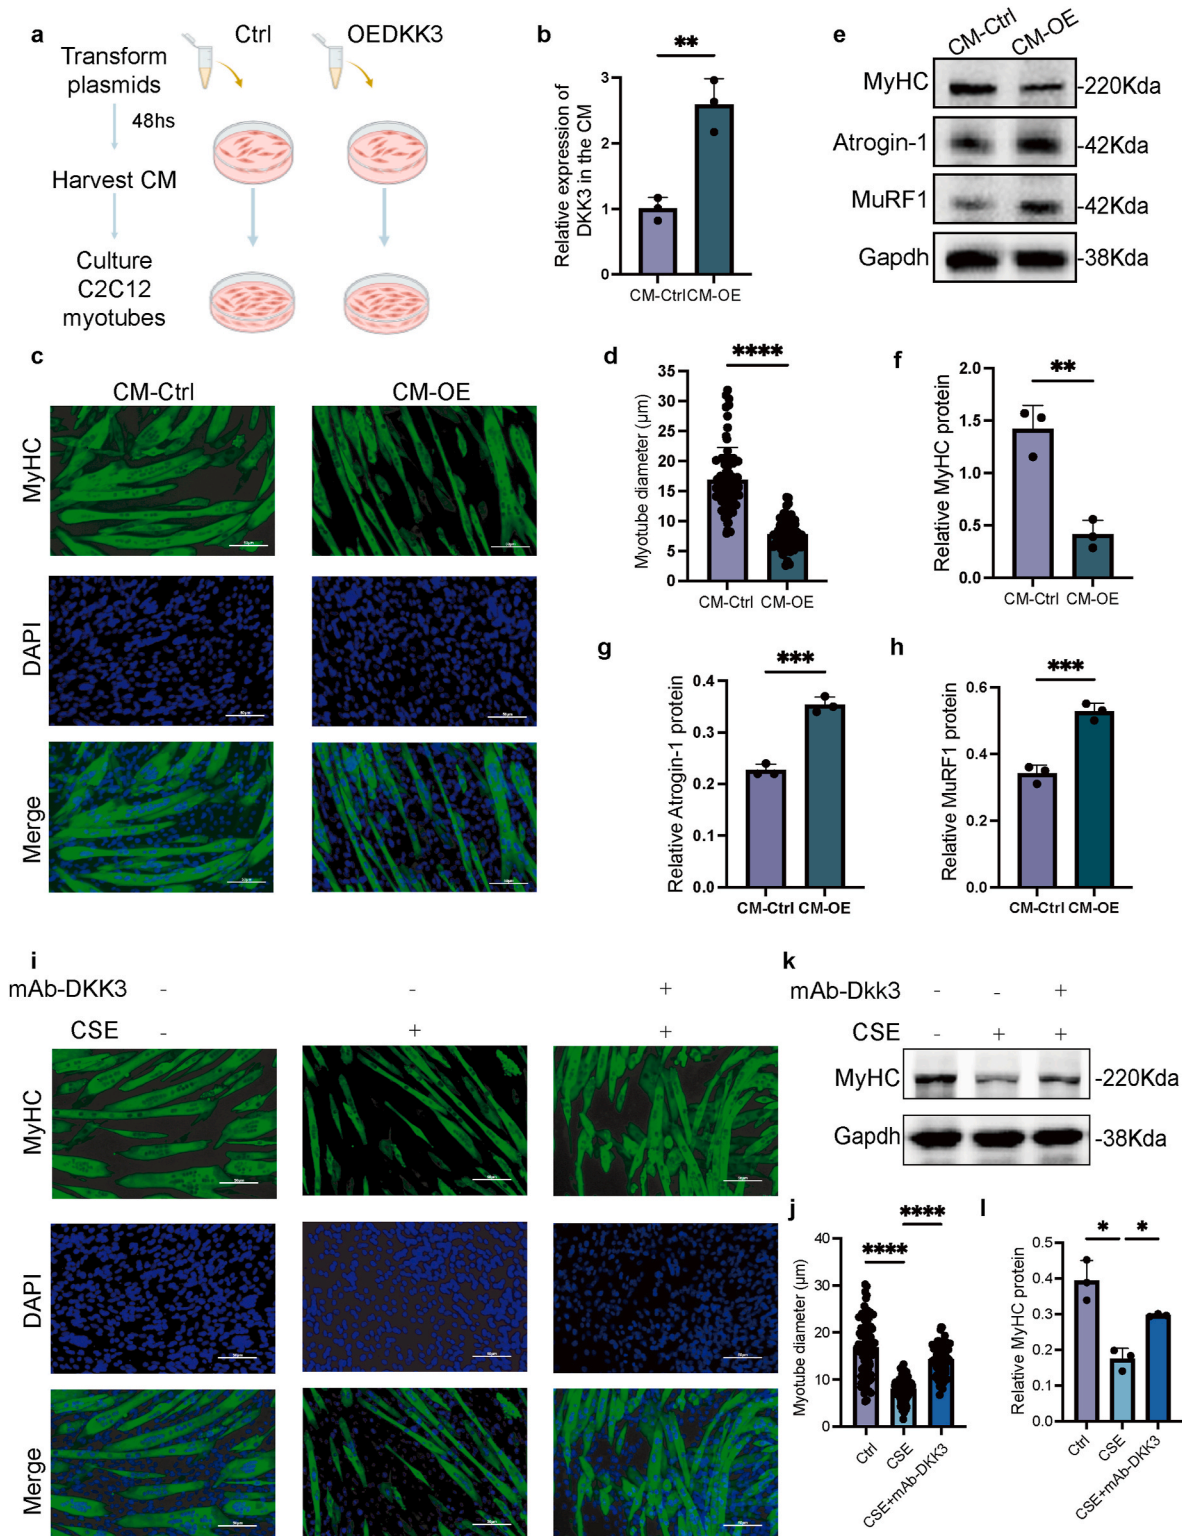 a
Ctrl
OEDKK3
Transform
plasmids
48hs
Harvest CM
Culture
C2C12
myotubes
b
**
Relative expression of
DKK3 in the CM
3
2
1
0
CM-Ctrl CM-OE
e
CM-Ctrl CM-OE
MyHC -220Kda
Atrogin-1 -42Kda
MuRF1 -42Kda
Gapdh -38Kda
c
CM-Ctrl CM-OE
MyHC
DAPI
Merge
d
****
Myotube diameter (µm)
35
30
25
20
15
10
5
0
CM-Ctrl CM-OE
f
**
Relative MyHC protein
2.0
1.5
1.0
0.5
0.0
CM-Ctrl CM-OE
g
***
Relative Atrogin-1 protein
0.4
0.3
0.2
0.1
0.0
CM-Ctrl CM-OE
h
***
Relative MuRF1 protein
0.6
0.4
0.2
0.0
CM-Ctrl CM-OE
i
mAb-DKK3 - - +
CSE - + +
MyHC
DAPI
Merge
k
mAb-Dkk3 - - +
CSE - + +
MyHC -220Kda
Gapdh -38Kda
j
**** ****
Myotube diameter (µm)
40
30
20
10
0
Ctrl
CSE
CSE+mAb-DKK3
l
* *
Relative MyHC protein
0.5
0.4
0.3
0.2
0.1
0.0
Ctrl
CSE
CSE+mAb-DKK3